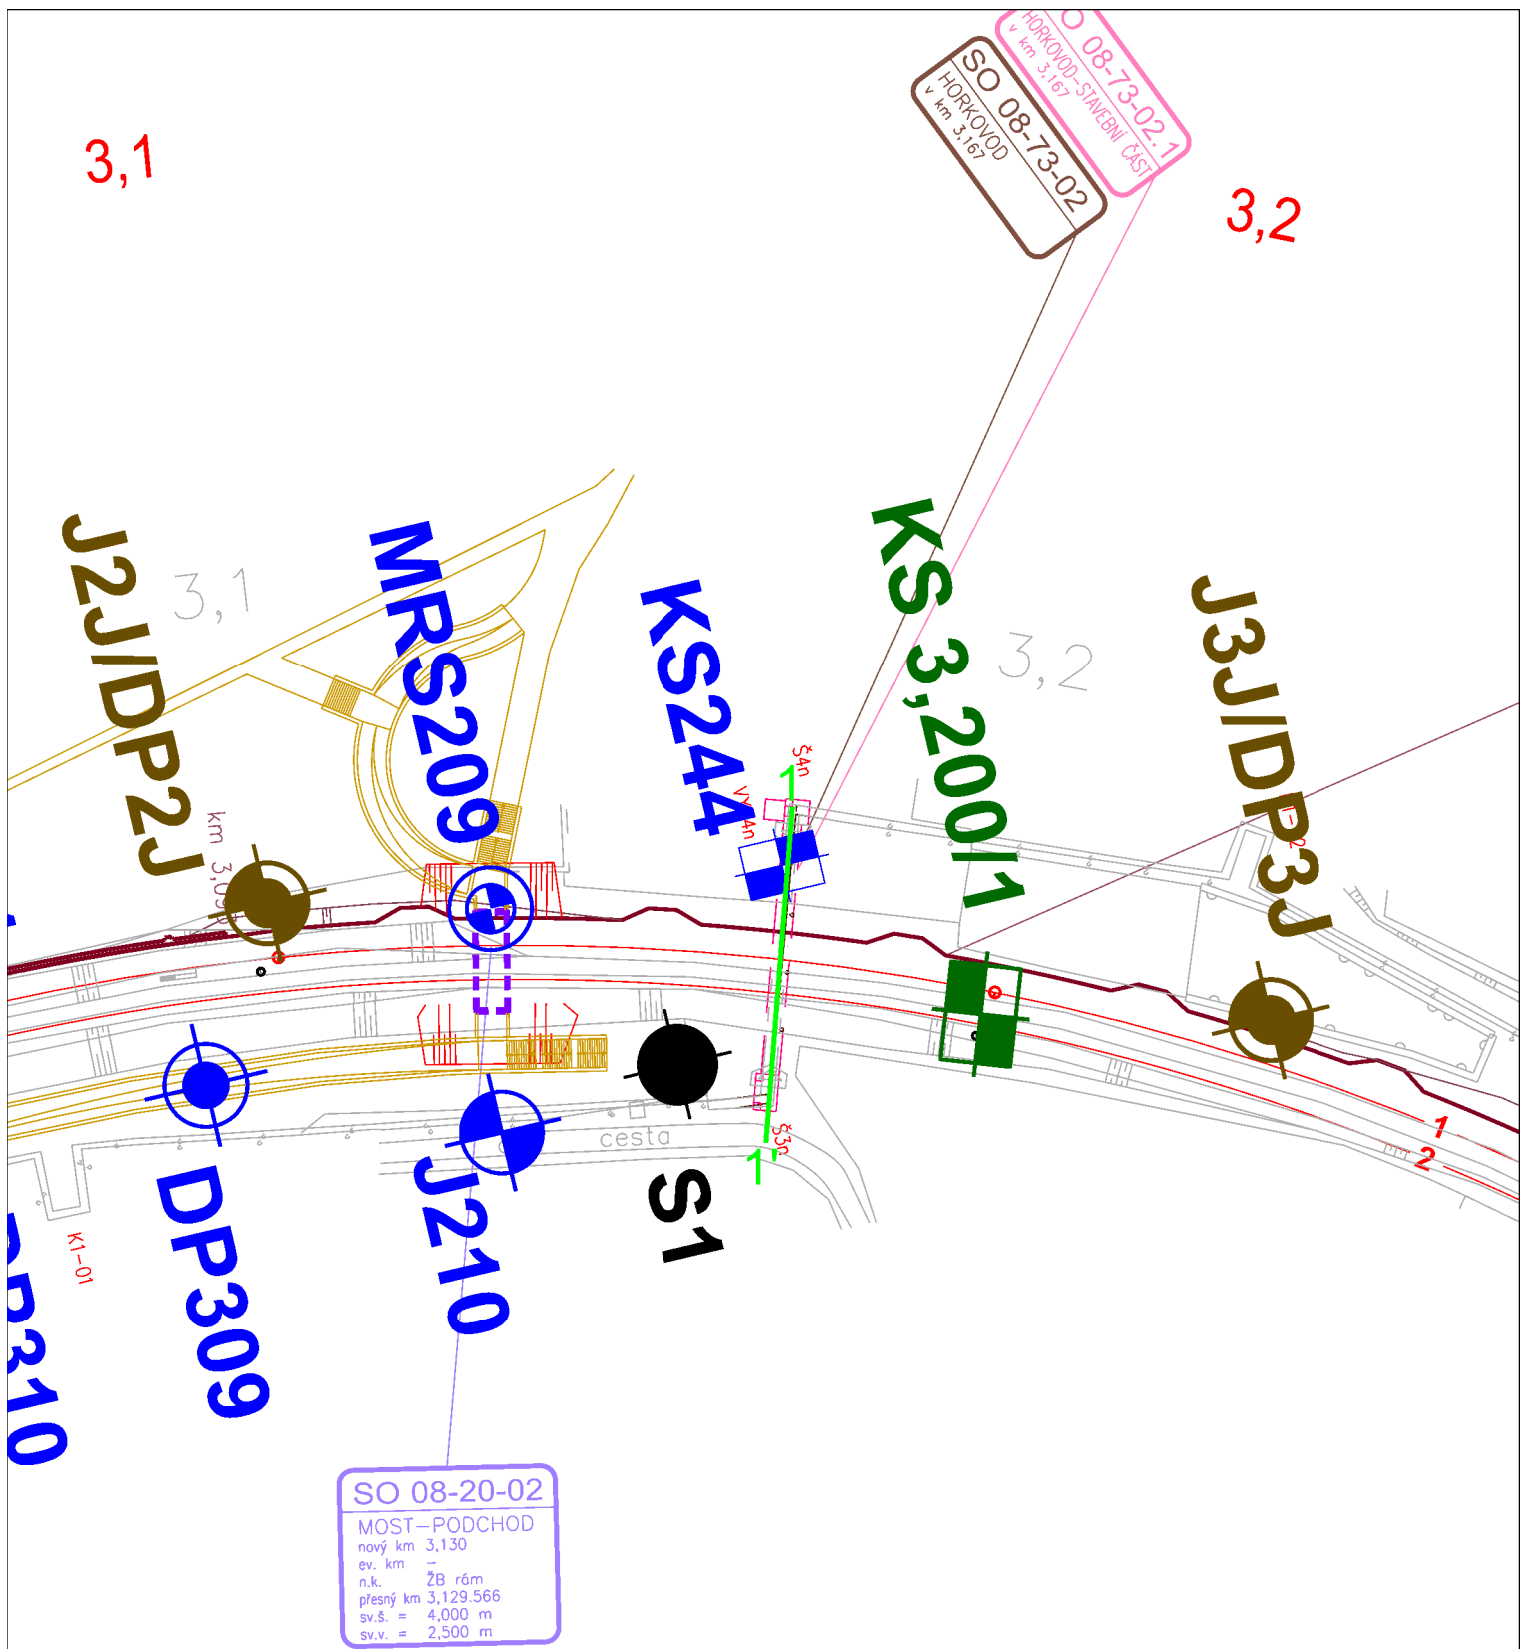 SO 08-73-02.1
HORKOVOD-STAVEBNÍ ČÁST
v km 3,167
SO 08-73-02
HORKOVOD
v km 3,167
3,1
3,2
J2J/DP2J
3,1
MRS209
KS244
KS 3,200/1
3,2
J3J/DP3J
Š4n
1
km
1
2
cesta
Š3n
1'
S1
J210
DP309
K1-01
SO 08-20-02
MOST-PODCHOD
nový km 3,130
ev. km -
n.k. ŽB rám
přesný km 3,129.566
sv.š. = 4,000 m
sv.v. = 2,500 m